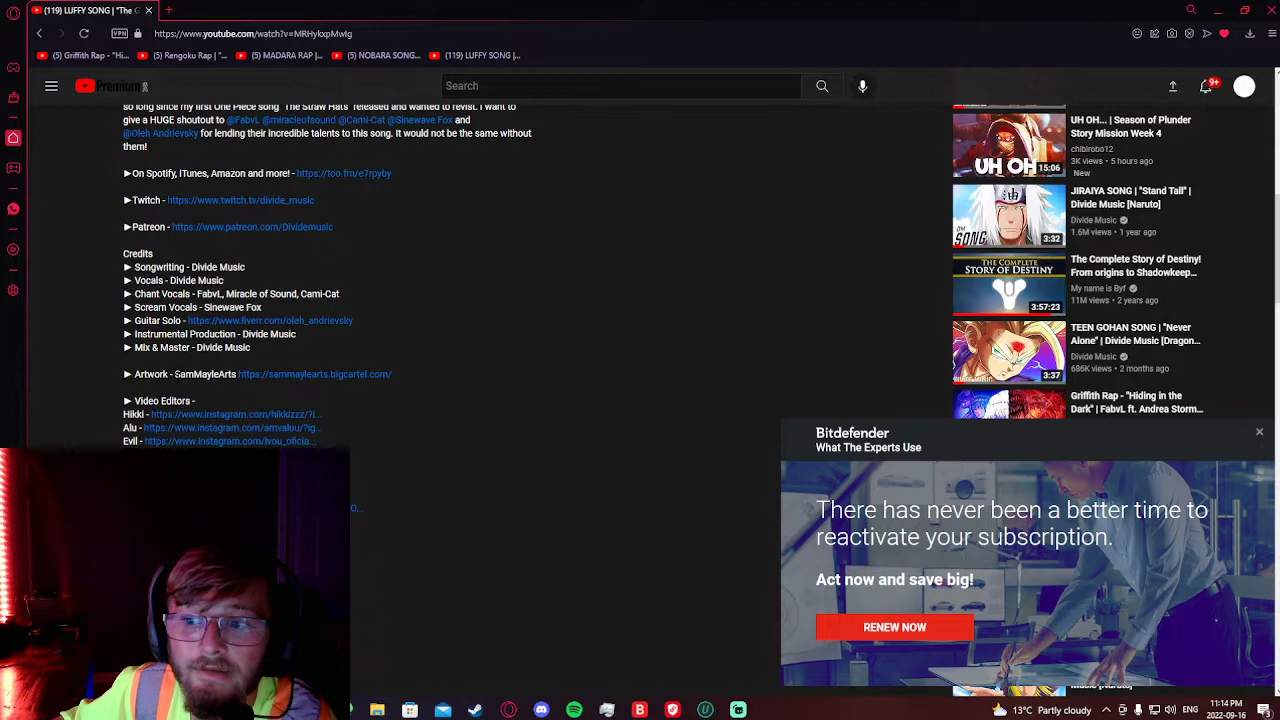 (119) LUFFY SONG | "The G
VPN
https://www.youtube.com/watch?v=MRHykxpMwig
(5) Griffith Rap - "Hi...
(5) Rengoku Rap | "...
(5) MADARA RAP |...
(5) NOBARA SONG...
(119) LUFFY SONG |...
Premium
Search
9+
so long since my first One Piece song "The Straw Hats" released and wanted to revisit. I want to
give a HUGE shoutout to @FabvL @miracleofsound @Cami-Cat @Sinewave Fox and
@Oleh Andrievsky for lending their incredible talents to this song. It would not be the same without
them!
►On Spotify, iTunes, Amazon and more! - https://too.fm/e7rpyby
►Twitch - https://www.twitch.tv/divide_music
►Patreon - https://www.patreon.com/Dividemusic
Credits
► Songwriting - Divide Music
► Vocals - Divide Music
► Chant Vocals - FabvL, Miracle of Sound, Cami-Cat
► Scream Vocals - Sinewave Fox
► Guitar Solo - https://www.fiverr.com/oleh_andrievsky
► Instrumental Production - Divide Music
► Mix & Master - Divide Music
► Artwork - SamMayleArts https://sammaylearts.bigcartel.com/
► Video Editors -
Hikki - https://www.instagram.com/hikkizzz/?i...
Alu - https://www.instagram.com/amvaluu/?ig...
Evil - https://www.instagram.com/lvou_oficia...
O...
UH OH
15:06
UH OH... | Season of Plunder
Story Mission Week 4
chibirobo12
3K views • 5 hours ago
New
SONG
3:32
JIRAIYA SONG | "Stand Tall" |
Divide Music [Naruto]
Divide Music
1.6M views • 1 year ago
THE COMPLETE
STORY OF DESTINY
3:57:23
The Complete Story of Destiny!
From origins to Shadowkeep...
My name is Byf
11M views • 2 years ago
3:37
TEEN GOHAN SONG | "Never
Alone" | Divide Music [Dragon...
Divide Music
686K views • 2 months ago
Griffith Rap - "Hiding in the
Dark" | FabvL ft. Andrea Storm...
Bitdefender
What The Experts Use
There has never been a better time to
reactivate your subscription.
Act now and save big!
RENEW NOW
Music [Naruto]
13°C Partly cloudy
11:14 PM
2022-09-16